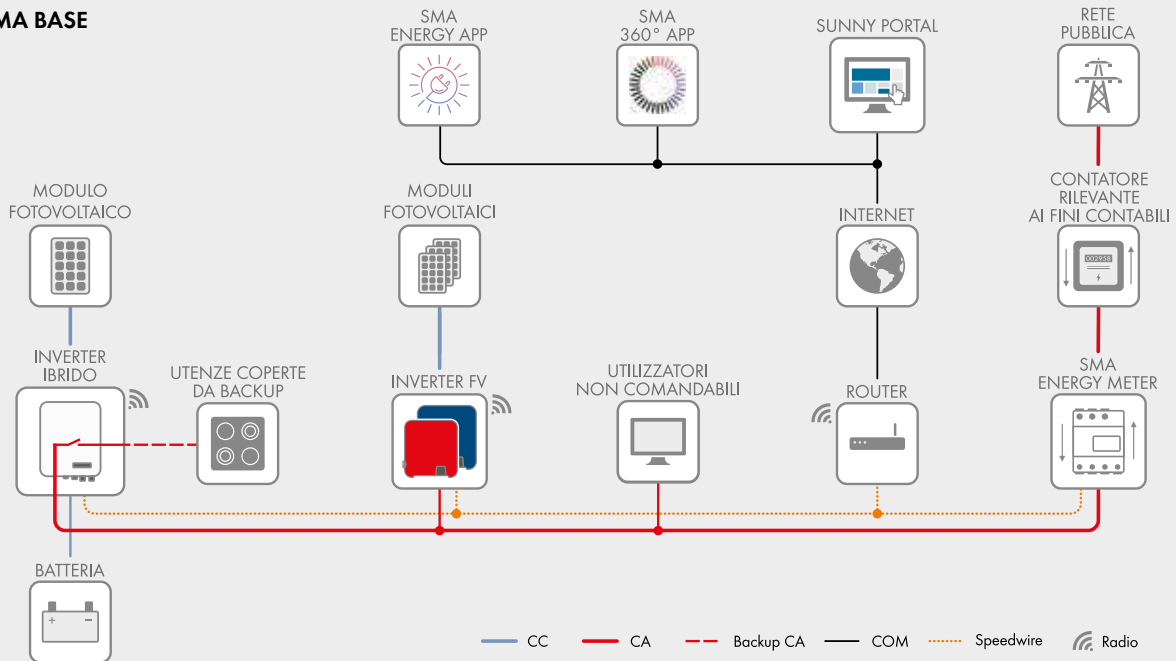 MA BASE
SMA
ENERGY APP
SMA
360° APP
SUNNY PORTAL
RETE
PUBBLICA
MODULO
FOTOVOLTAICO
MODULI
FOTOVOLTAICI
INTERNET
CONTATORE
RILEVANTE
AI FINI CONTABILI
002938
INVERTER
IBRIDO
UTENZE COPERTE
DA BACKUP
INVERTER FV
UTILIZZATORI
NON COMANDABILI
ROUTER
SMA
ENERGY METER
BATTERIA
+ −
CC
CA
Backup CA
COM
Speedwire
Radio